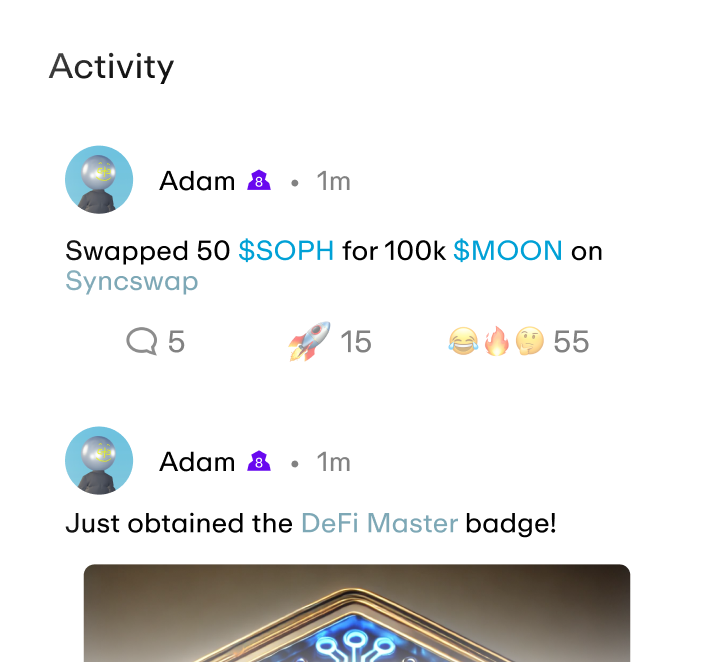 Activity
Adam 8 • 1m
Swapped 50 $SOPH for 100k $MOON on
Syncswap
5 🚀 15 😂🔥🤔 55
Adam 8 • 1m
Just obtained the DeFi Master badge!